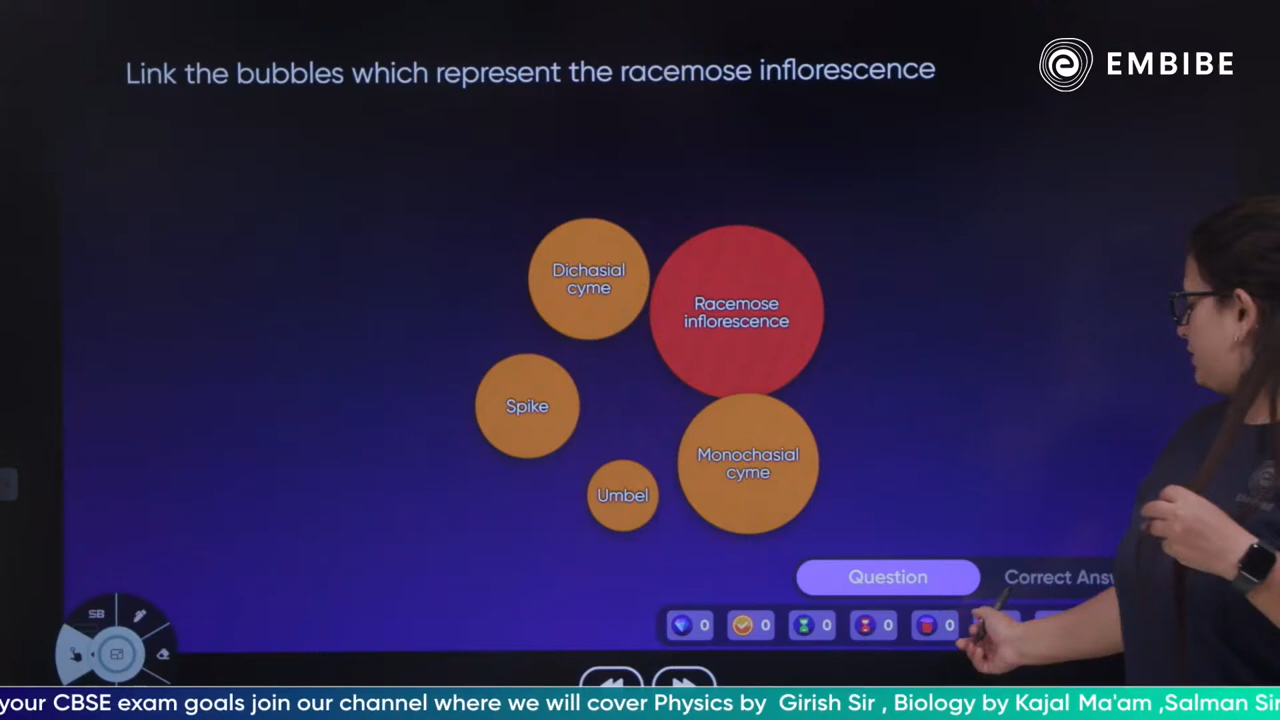 Link the bubbles which represent the racemose inflorescence
EMBIBE
Dichasial
cyme
Racemose
inflorescence
Spike
Monochasial
cyme
Umbel
Question
Correct
SB
0
0
0
0
0
your CBSE exam goals join our channel where we will cover Physics by Girish Sir , Biology by Kajal Ma'am ,Salman